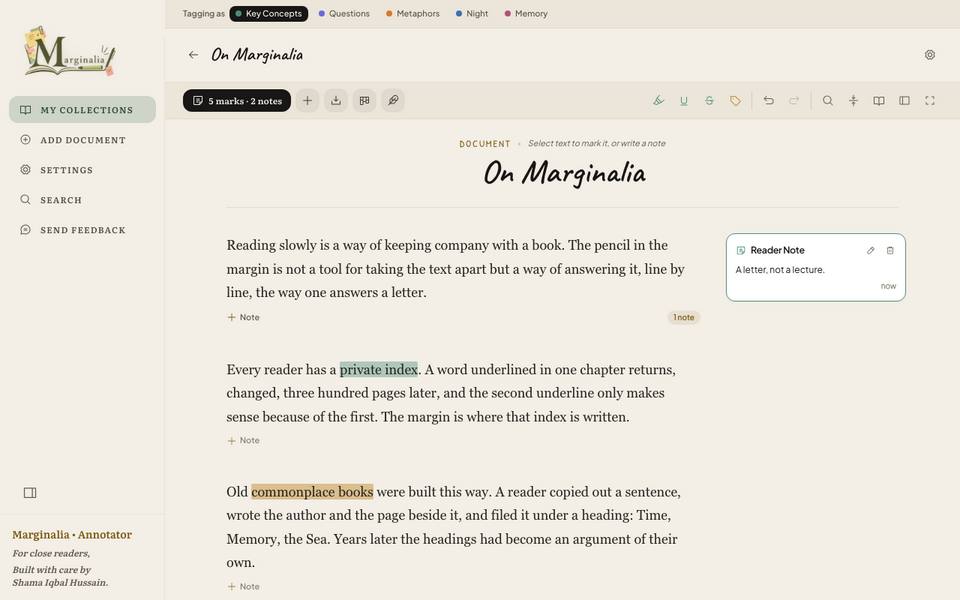 Marginalia
MY COLLECTIONS
ADD DOCUMENT
SETTINGS
SEARCH
SEND FEEDBACK
Marginalia • Annotator
For close readers,
Built with care by
Shama Iqbal Hussain.
Tagging as Key Concepts Questions Metaphors Night Memory
On Marginalia
5 marks · 2 notes
DOCUMENT • Select text to mark it, or write a note
On Marginalia
Reading slowly is a way of keeping company with a book. The pencil in the
margin is not a tool for taking the text apart but a way of answering it, line by
line, the way one answers a letter.
+ Note 1 note
Reader Note
A letter, not a lecture.
now
Every reader has a private index. A word underlined in one chapter returns,
changed, three hundred pages later, and the second underline only makes
sense because of the first. The margin is where that index is written.
+ Note
Old commonplace books were built this way. A reader copied out a sentence,
wrote the author and the page beside it, and filed it under a heading: Time,
Memory, the Sea. Years later the headings had become an argument of their
own.
+ Note